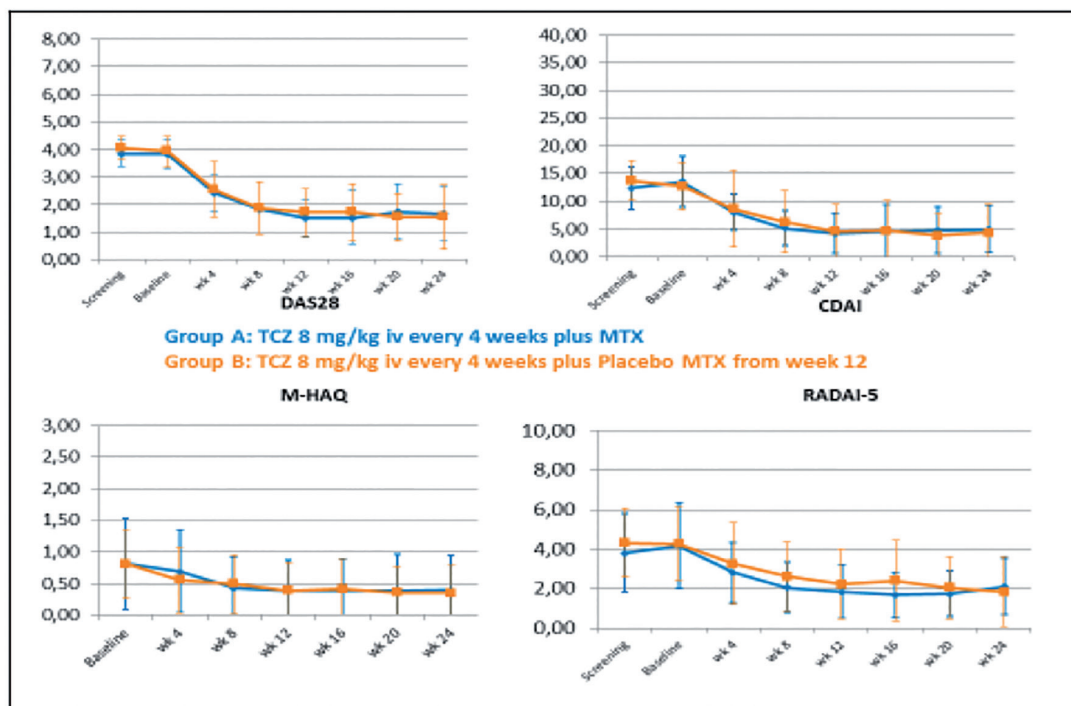 8,00
7,00
6,00
5,00
4,00
3,00
2,00
1,00
0,00
Screening
Baseline
wk 4
wk 8
wk 12
wk 16
wk 20
wk 24
DAS28
40,00
35,00
30,00
25,00
20,00
15,00
10,00
5,00
0,00
Screening
Baseline
wk 4
wk 8
wk 12
wk 16
wk 20
wk 24
CDAI
Group A: TCZ 8 mg/kg iv every 4 weeks plus MTX
Group B: TCZ 8 mg/kg iv every 4 weeks plus Placebo MTX from week 12
M-HAQ
3,00
2,50
2,00
1,50
1,00
0,50
0,00
Baseline
wk 4
wk 8
wk 12
wk 16
wk 20
wk 24
RADAI-5
10,00
8,00
6,00
4,00
2,00
0,00
Screening
Baseline
wk 4
wk 8
wk 12
wk 16
wk 20
wk 24